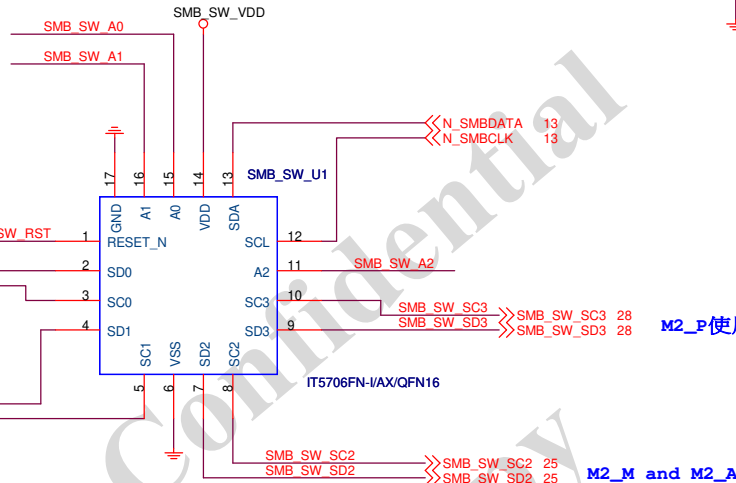 SMB_SW_VDD
SMB_SW_A0
SMB_SW_A1
N_SMBDATA 13
N_SMBCLK 13
SMB_SW_U1
17 16 15 14 13
GND A1 A0 VDD SDA
SW_RST 1 RESET_N SCL 12
2 SD0 A2 11 SMB_SW_A2
3 SC0 SC3 10 SMB_SW_SC3 SMB_SW_SC3 28
4 SD1 SD3 9 SMB_SW_SD3 SMB_SW_SD3 28
M2_P使
SC1 VSS SD2 SC2
5 6 7 8
IT5706FN-I/AX/QFN16
SMB_SW_SC2 SMB_SW_SC2 25
SMB_SW_SD2 SMB_SW_SD2 25
M2_M and M2_A
Confidential